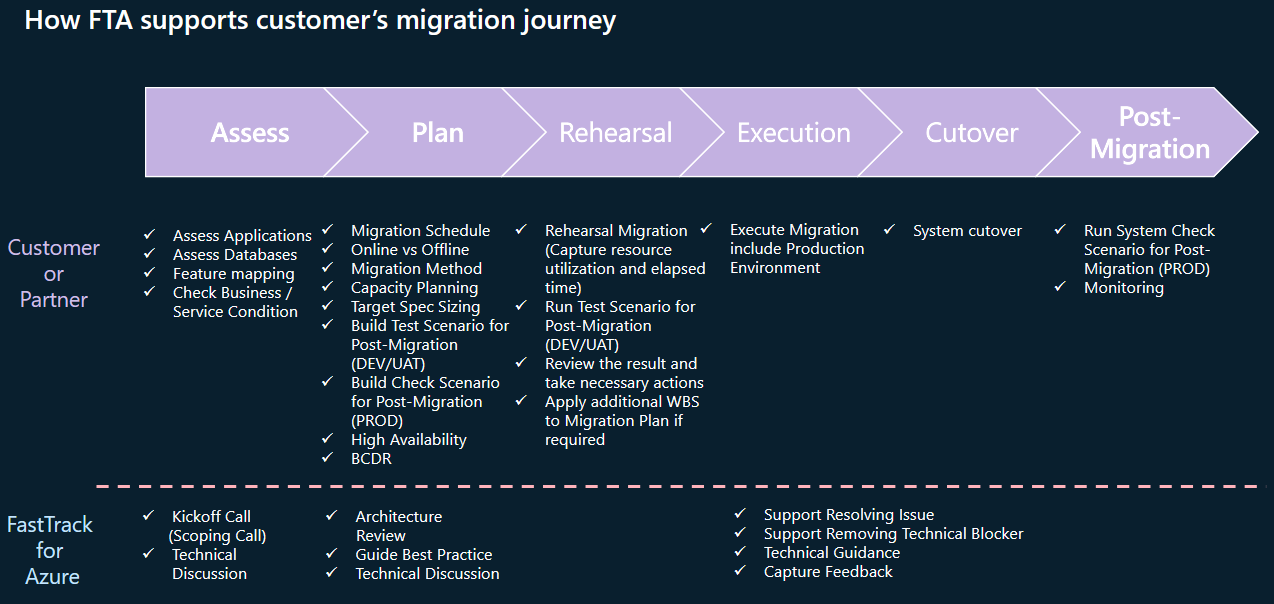 How FTA supports customer's migration journey
Assess
Plan
Rehearsal
Execution
Cutover
Post-
Migration
Customer
or
Partner
✓ Assess Applications
✓ Assess Databases
✓ Feature mapping
✓ Check Business /
Service Condition
✓ Migration Schedule
✓ Online vs Offline
✓ Migration Method
✓ Capacity Planning
✓ Target Spec Sizing
✓ Build Test Scenario for
Post-Migration
(DEV/UAT)
✓ Build Check Scenario
for Post-Migration
(PROD)
✓ High Availability
✓ BCDR
✓ Rehearsal Migration
(Capture resource
utilization and elapsed
time)
✓ Run Test Scenario for
Post-Migration
(DEV/UAT)
✓ Review the result and
take necessary actions
✓ Apply additional WBS
to Migration Plan if
required
✓ Execute Migration
include Production
Environment
✓ System cutover
✓ Run System Check
Scenario for Post-
Migration (PROD)
✓ Monitoring
FastTrack
for
Azure
✓ Kickoff Call
(Scoping Call)
✓ Technical
Discussion
✓ Architecture
Review
✓ Guide Best Practice
✓ Technical Discussion
✓ Support Resolving Issue
✓ Support Removing Technical Blocker
✓ Technical Guidance
✓ Capture Feedback